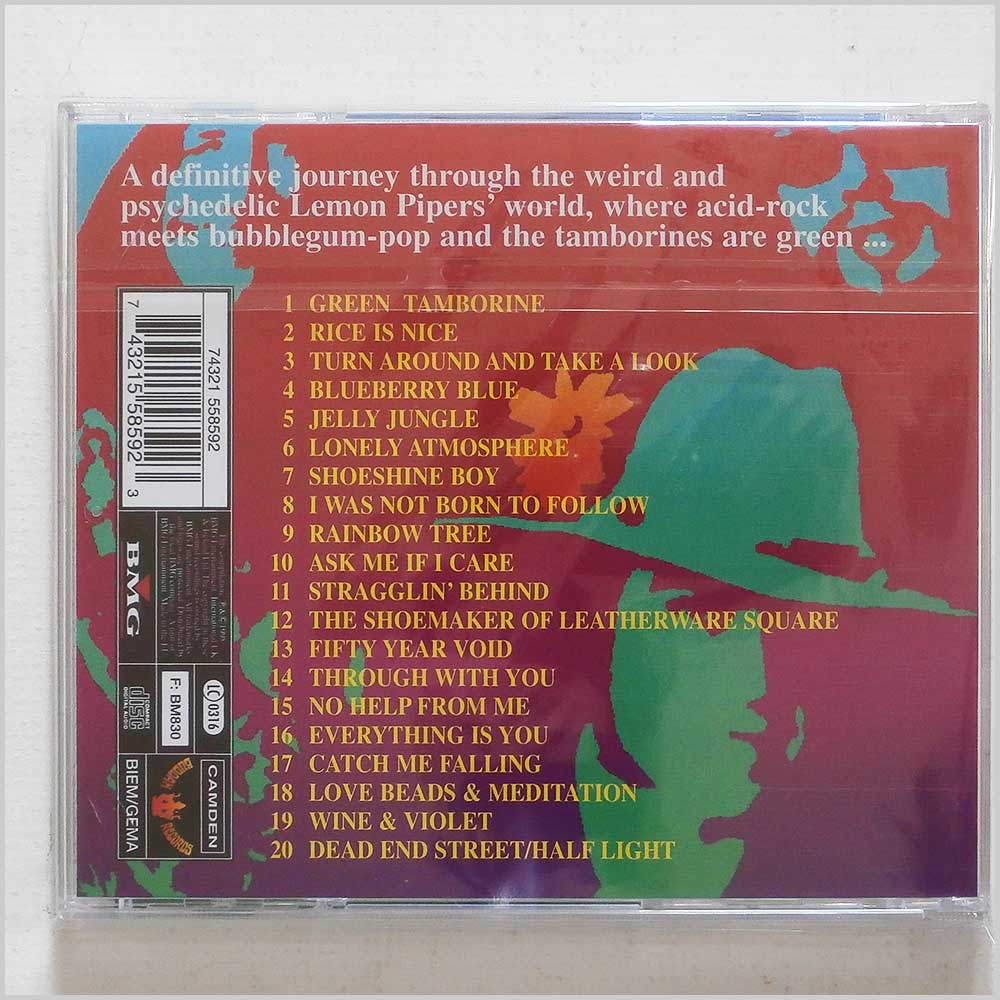 A definitive journey through the weird and
psychedelic Lemon Pipers' world, where acid-rock
meets bubblegum-pop and the tamborines are green ...
1 GREEN TAMBORINE
2 RICE IS NICE
3 TURN AROUND AND TAKE A LOOK
4 BLUEBERRY BLUE
5 JELLY JUNGLE
6 LONELY ATMOSPHERE
7 SHOESHINE BOY
8 I WAS NOT BORN TO FOLLOW
9 RAINBOW TREE
10 ASK ME IF I CARE
11 STRAGGLIN' BEHIND
12 THE SHOEMAKER OF LEATHERWARE SQUARE
13 FIFTY YEAR VOID
14 THROUGH WITH YOU
15 NO HELP FROM ME
16 EVERYTHING IS YOU
17 CATCH ME FALLING
18 LOVE BEADS & MEDITATION
19 WINE & VIOLET
20 DEAD END STREET/HALF LIGHT
74321 558592
7 43215 58592 3
BMG
LC 0316
F: BM830
COMPACT
disc
DIGITAL AUDIO
CAMDEN
BUDDAH
RECORDS
BIEM/GEMA